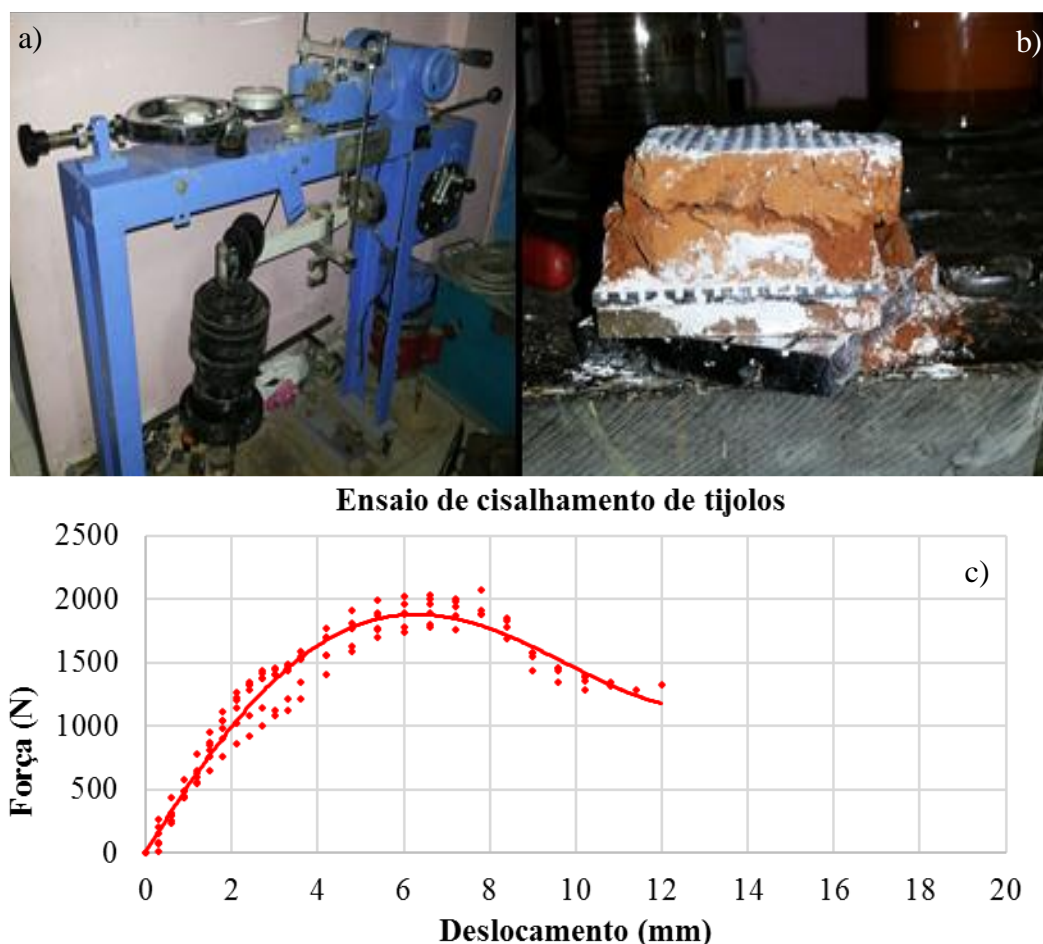 a)
b)
Ensaio de cisalhamento de tijolos
c)
Força (N)
2500
2000
1500
1000
500
0
0 2 4 6 8 10 12 14 16 18 20
Deslocamento (mm)